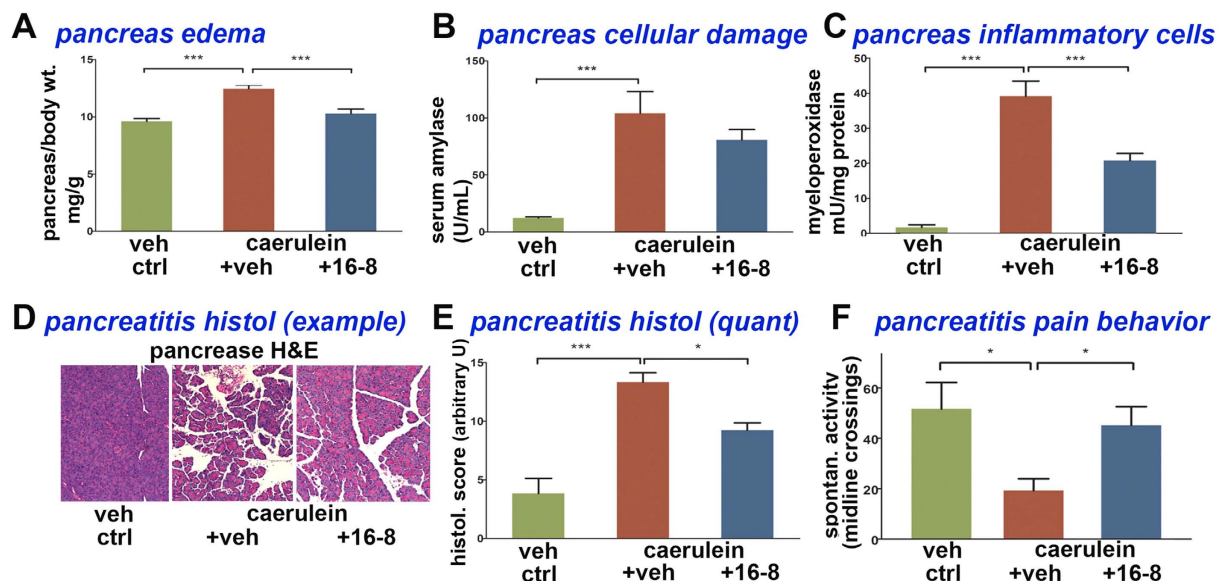 A pancreas edema
***
***
15
10
5
0
pancreas/body wt.
mg/g
veh
ctrl
caerulein
+veh
+16-8
B pancreas cellular damage
***
150
100
50
0
serum amylase
(U/mL)
veh
ctrl
caerulein
+veh
+16-8
C pancreas inflammatory cells
***
***
50
40
30
20
10
0
myeloperoxidase
mU/mg protein
veh
ctrl
caerulein
+veh
+16-8
D pancreatitis histol (example)
pancrease H&E
veh
ctrl
caerulein
+veh
+16-8
E pancreatitis histol (quant)
***
*
15
10
5
0
histol. score (arbitrary U)
veh
ctrl
caerulein
+veh
+16-8
F pancreatitis pain behavior
*
*
60
40
20
0
spontan. activity
(midline crossings)
veh
ctrl
caerulein
+veh
+16-8